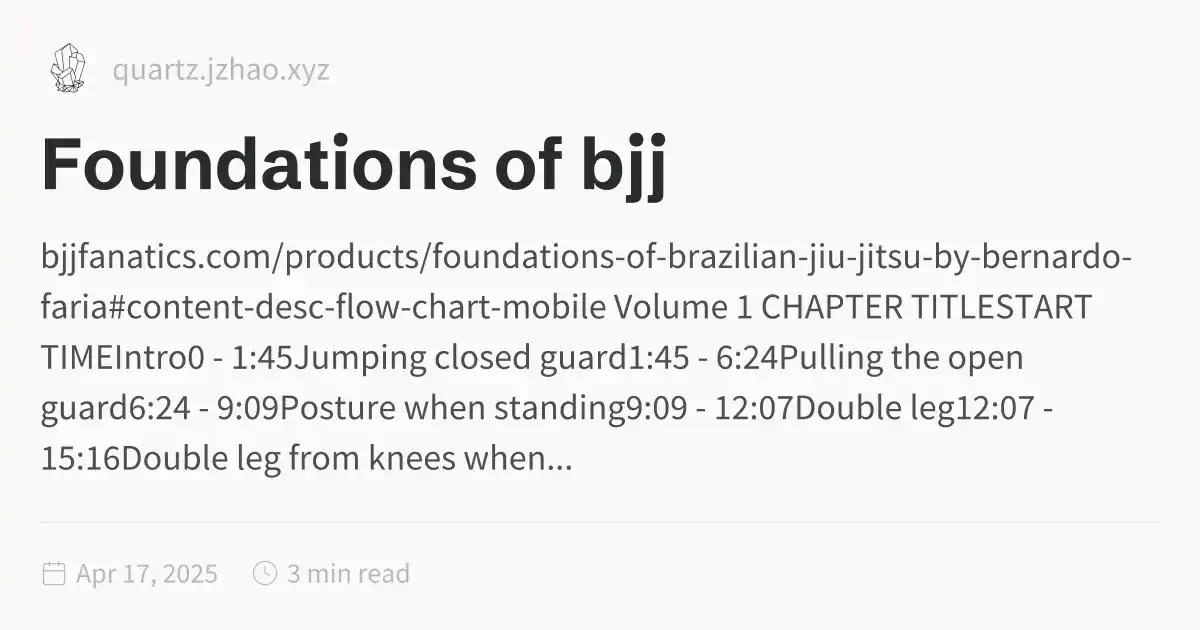 quartz.jzhao.xyz
Foundations of bjj
bjjfanatics.com/products/foundations-of-brazilian-jiu-jitsu-by-bernardo-
faria#content-desc-flow-chart-mobile Volume 1 CHAPTER TITLESTART
TIMEIntro0 - 1:45Jumping closed guard1:45 - 6:24Pulling the open
guard6:24 - 9:09Posture when standing9:09 - 12:07Double leg12:07 -
15:16Double leg from knees when...
Apr 17, 2025 3 min read